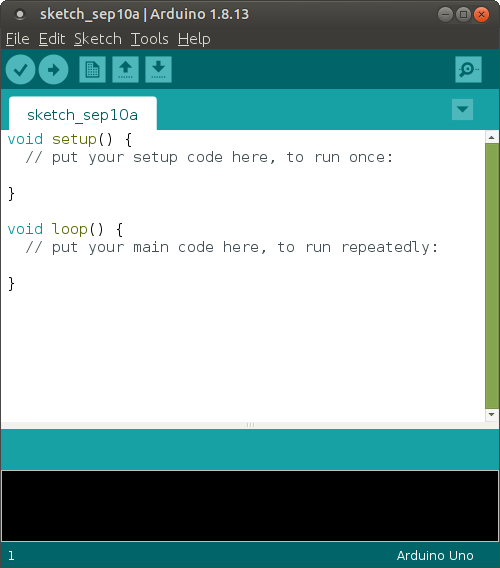 sketch_sep10a | Arduino 1.8.13
File Edit Sketch Tools Help
sketch_sep10a
void setup() {
  // put your setup code here, to run once:
}
void loop() {
  // put your main code here, to run repeatedly:
}
1 Arduino Uno